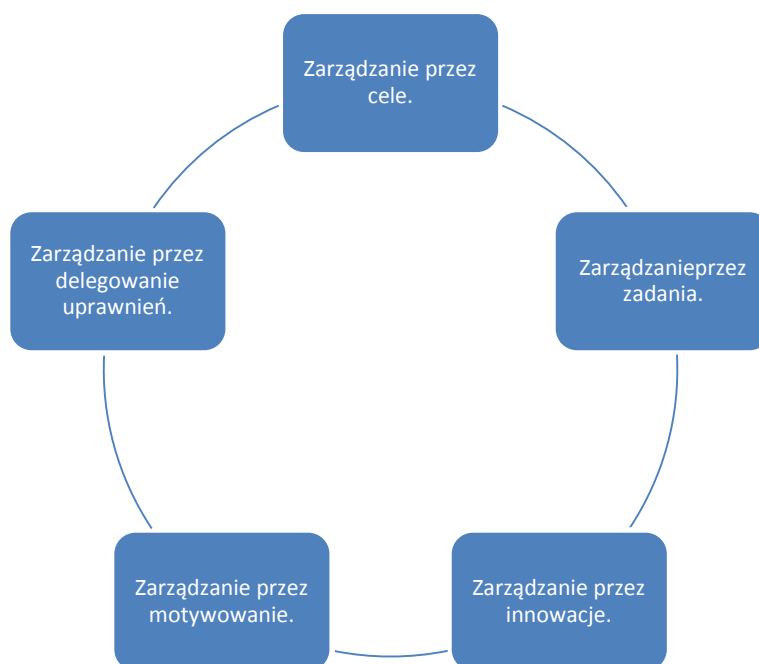 Zarządzanie przez
cele.
Zarządzanieprzez
zadania.
Zarządzanie przez
innowacje.
Zarządzanie przez
motywowanie.
Zarządzanie przez
delegowanie
uprawnień.